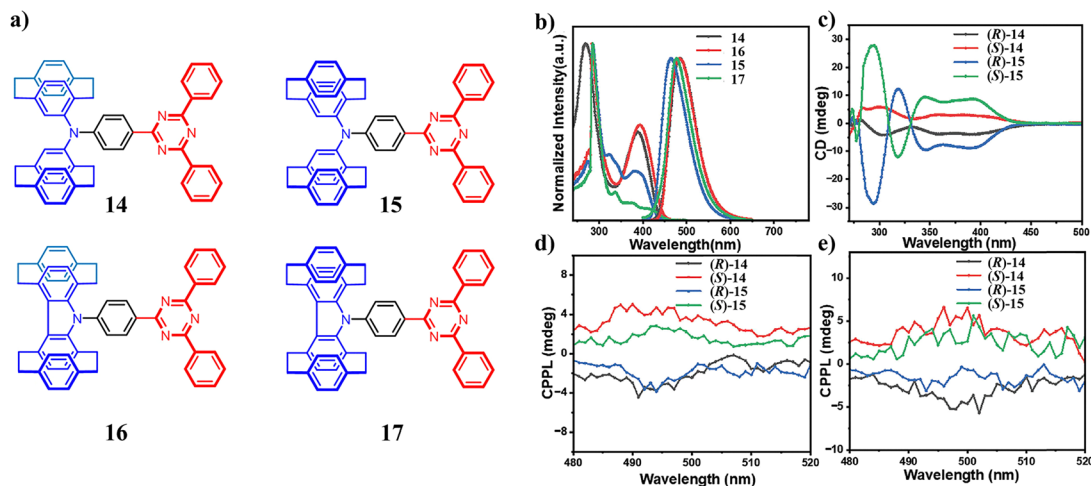 a)
N
N
N
N
14
N
N
N
N
15
N
N
N
N
16
N
N
N
N
17
b)
Normalized Intensity(a.u.)
14
16
15
17
300 400 500 600 700
Wavelength(nm)
c)
CD (mdeg)
30
20
10
0
−10
−20
−30
(R)-14
(S)-14
(R)-15
(S)-15
300 350 400 450 500
Wavelength (nm)
d)
CPPL (mdeg)
8
4
0
−4
−8
(R)-14
(S)-14
(R)-15
(S)-15
480 490 500 510 520
Wavelength (nm)
e)
CPPL (mdeg)
10
5
0
−5
−10
(R)-14
(S)-14
(R)-15
(S)-15
480 490 500 510 520
Wavelength (nm)